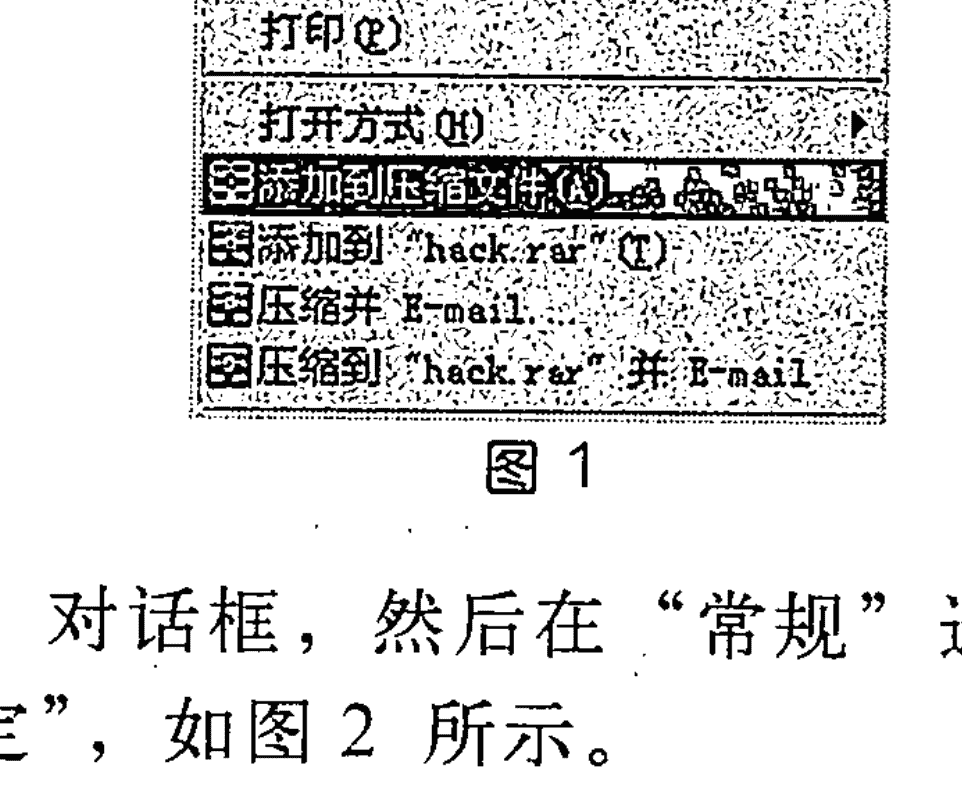 打印(P)
打开方式(H)
添加到压缩文件(A)...
添加到 "hack.rar"(T)
压缩并 E-mail...
压缩到 "hack.rar" 并 E-mail
图 1
对话框，然后在“常规”
”，如图 2 所示。